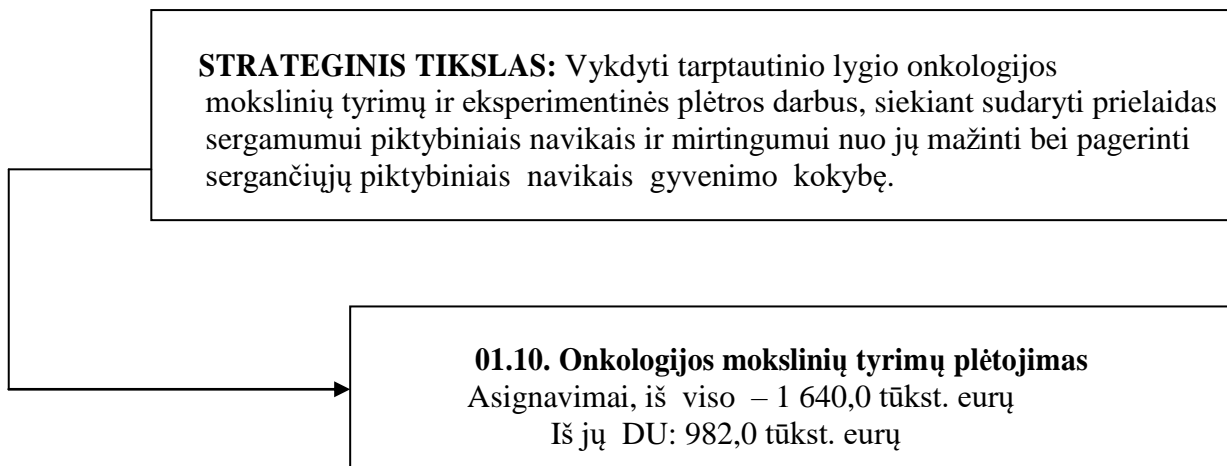 STRATEGINIS TIKSLAS: Vykdyti tarptautinio lygio onkologijos
mokslinių tyrimų ir eksperimentinės plėtros darbus, siekiant sudaryti prielaidas
sergamumui piktybiniais navikais ir mirtingumui nuo jų mažinti bei pagerinti
sergančiųjų piktybiniais navikais gyvenimo kokybę.
01.10. Onkologijos mokslinių tyrimų plėtojimas
Asignavimai, iš viso – 1 640,0 tūkst. eurų
Iš jų DU: 982,0 tūkst. eurų